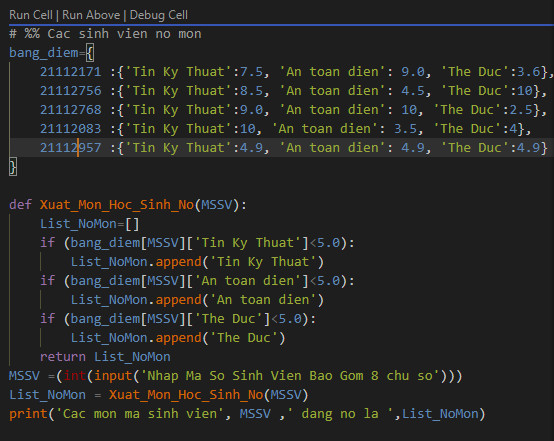 Run Cell | Run Above | Debug Cell
# %% Cac sinh vien no mon
bang_diem={
    21112171 :{'Tin Ky Thuat':7.5, 'An toan dien': 9.0, 'The Duc':3.6},
    21112756 :{'Tin Ky Thuat':8.5, 'An toan dien': 4.5, 'The Duc':10},
    21112768 :{'Tin Ky Thuat':9.0, 'An toan dien': 10, 'The Duc':2.5},
    21112083 :{'Tin Ky Thuat':10, 'An toan dien': 3.5, 'The Duc':4},
    21112957 :{'Tin Ky Thuat':4.9, 'An toan dien': 4.9, 'The Duc':4.9}
}
def Xuat_Mon_Hoc_Sinh_No(MSSV):
    List_NoMon=[]
    if (bang_diem[MSSV]['Tin Ky Thuat']<5.0):
        List_NoMon.append('Tin Ky Thuat')
    if (bang_diem[MSSV]['An toan dien']<5.0):
        List_NoMon.append('An toan dien')
    if (bang_diem[MSSV]['The Duc']<5.0):
        List_NoMon.append('The Duc')
    return List_NoMon
MSSV =(int(input('Nhap Ma So Sinh Vien Bao Gom 8 chu so')))
List_NoMon = Xuat_Mon_Hoc_Sinh_No(MSSV)
print('Cac mon ma sinh vien', MSSV ,' dang no la ',List_NoMon)